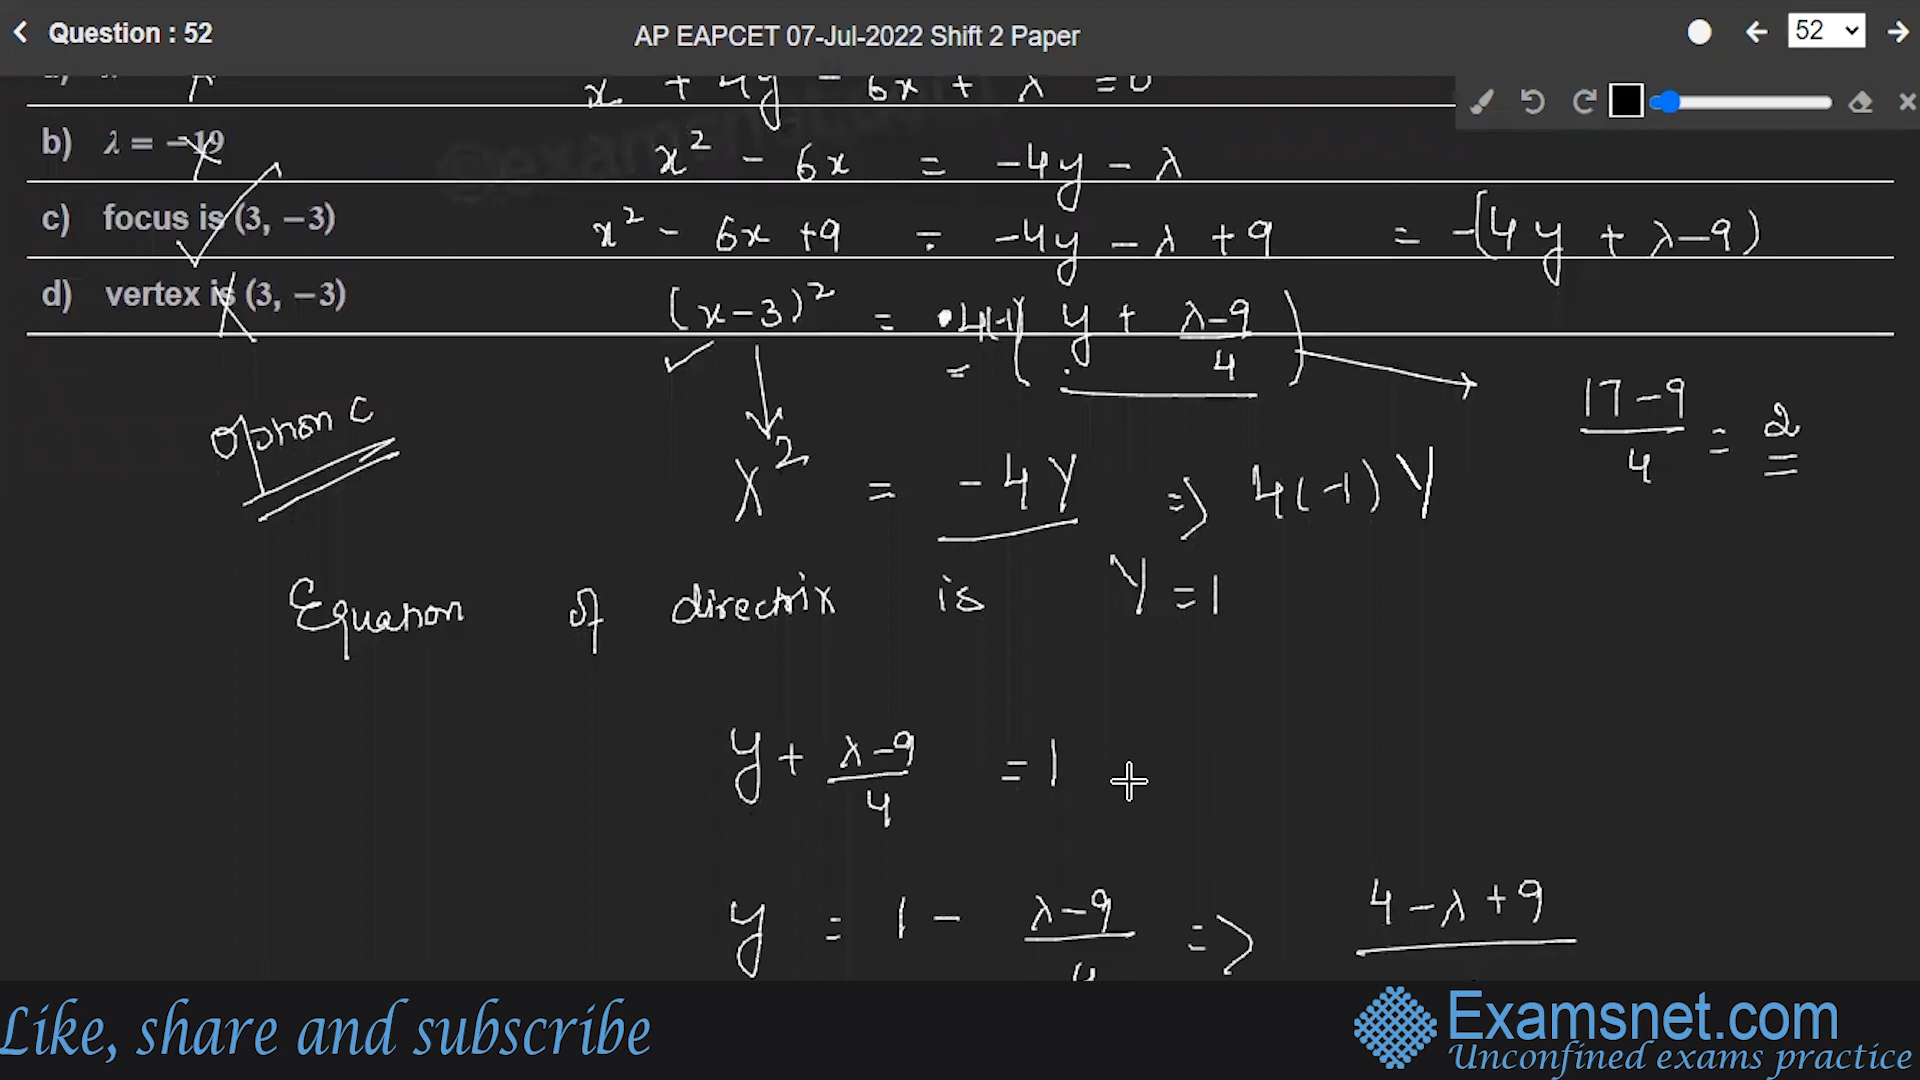 Question : 52
AP EAPCET 07-Jul-2022 Shift 2 Paper
52
x + 4y - 6x + λ = 0
b) λ = −19
x² - 6x = -4y - λ
c) focus is (3, −3)
x² - 6x + 9 = -4y - λ + 9 = -(4y + λ-9)
d) vertex is (3, −3)
(x-3)² = 4(-1)( y + (λ-9)/4 )
=
(17-9)/4 = 2
Option C
X² = -4Y => 4(-1)Y
Equation of directrix is Y = 1
y + (λ-9)/4 = 1
y = 1 - (λ-9)/4 => 4-λ+9
Like, share and subscribe
Examsnet.com
Unconfined exams practice